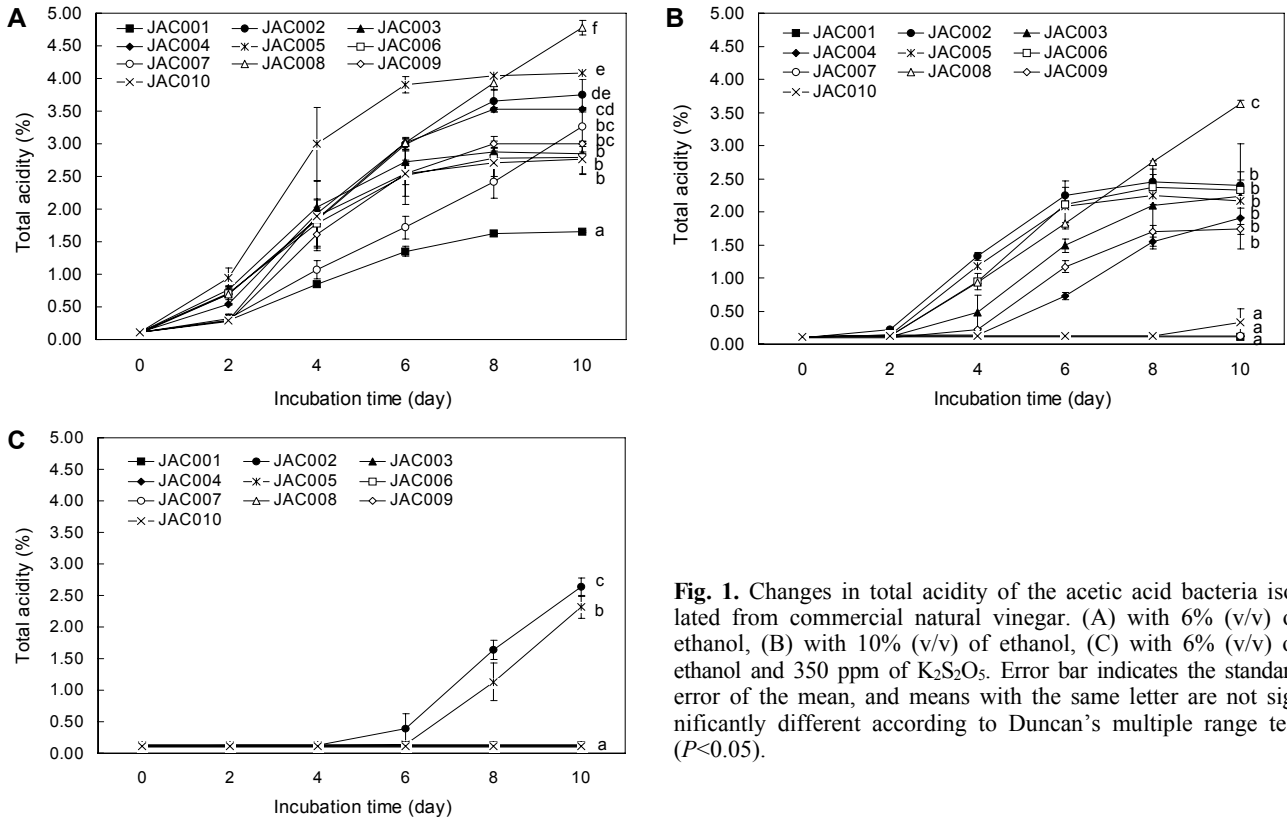 A
5.00
4.50
4.00
3.50
3.00
2.50
2.00
1.50
1.00
0.50
0.00
Total acidity (%)
JAC001 JAC002 JAC003
JAC004 JAC005 JAC006
JAC007 JAC008 JAC009
JAC010
f
e
de
cd
bc
bc
b
b
b
a
0 2 4 6 8 10
Incubation time (day)
B
5.00
4.50
4.00
3.50
3.00
2.50
2.00
1.50
1.00
0.50
0.00
Total acidity (%)
JAC001 JAC002 JAC003
JAC004 JAC005 JAC006
JAC007 JAC008 JAC009
JAC010
c
b
b
b
b
b
b
a
a
a
0 2 4 6 8 10
Incubation time (day)
C
5.00
4.50
4.00
3.50
3.00
2.50
2.00
1.50
1.00
0.50
0.00
Total acidity (%)
JAC001 JAC002 JAC003
JAC004 JAC005 JAC006
JAC007 JAC008 JAC009
JAC010
c
b
a
0 2 4 6 8 10
Incubation time (day)
Fig. 1. Changes in total acidity of the acetic acid bacteria iso
lated from commercial natural vinegar. (A) with 6% (v/v) o
ethanol, (B) with 10% (v/v) of ethanol, (C) with 6% (v/v) o
ethanol and 350 ppm of K₂S₂O₅. Error bar indicates the standar
error of the mean, and means with the same letter are not sig
nificantly different according to Duncan's multiple range te
(P<0.05).